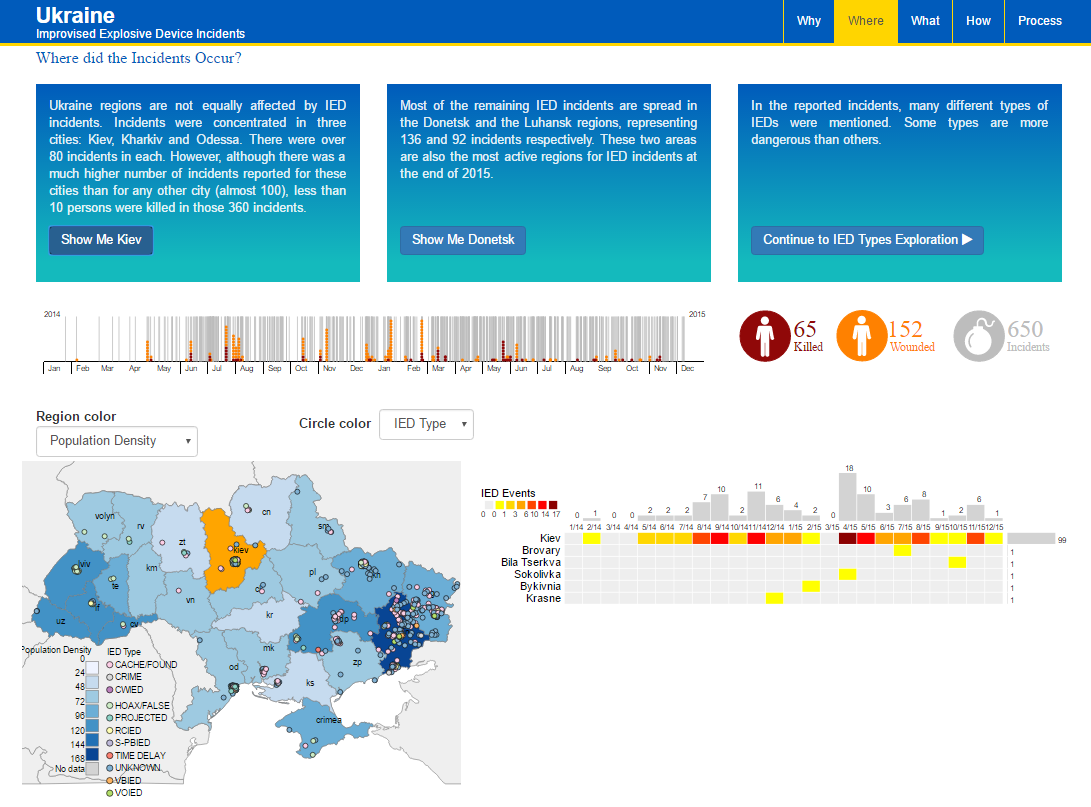 Ukraine
Improvised Explosive Device Incidents
Why Where What How Process
Where did the Incidents Occur?
Ukraine regions are not equally affected by IED
incidents. Incidents were concentrated in three
cities: Kiev, Kharkiv and Odessa. There were over
80 incidents in each. However, although there was a
much higher number of incidents reported for these
cities than for any other city (almost 100), less than
10 persons were killed in those 360 incidents.
Show Me Kiev
Most of the remaining IED incidents are spread in
the Donetsk and the Luhansk regions, representing
136 and 92 incidents respectively. These two areas
are also the most active regions for IED incidents at
the end of 2015.
Show Me Donetsk
In the reported incidents, many different types of
IEDs were mentioned. Some types are more
dangerous than others.
Continue to IED Types Exploration ▶
2014 2015
Jan Feb Mar Apr May Jun Jul Aug Sep Oct Nov Dec Jan Feb Mar Apr May Jun Jul Aug Sep Oct Nov Dec
65
Killed
152
Wounded
650
Incidents
Region color
Population Density
Circle color IED Type
volyn
rv
zt
cn
sm
kiev
lviv
km
te
pl
kh
vn
if
uz
cv
kr
dp
mk
od
zp
ks
crimea
Population Density
0
24
48
72
96
120
144
168
No data
IED Type
CACHE/FOUND
CRIME
CWIED
HOAX/FALSE
PROJECTED
RCIED
S-PBIED
TIME DELAY
UNKNOWN
VBIED
VOIED
IED Events
0 0 1 3 6 10 14 17
0 1 0 0 2 2 2 7 10 2 11 6 4 2 0 18 10 3 6 8 1 2 6 1
1/14 2/14 3/14 4/14 5/14 6/14 7/14 8/14 9/14 10/14 11/14 12/14 1/15 2/15 3/15 4/15 5/15 6/15 7/15 8/15 9/15 10/15 11/15 12/15
Kiev 99
Brovary 1
Bila Tserkva 1
Sokolivka 1
Bykivnia 1
Krasne 1